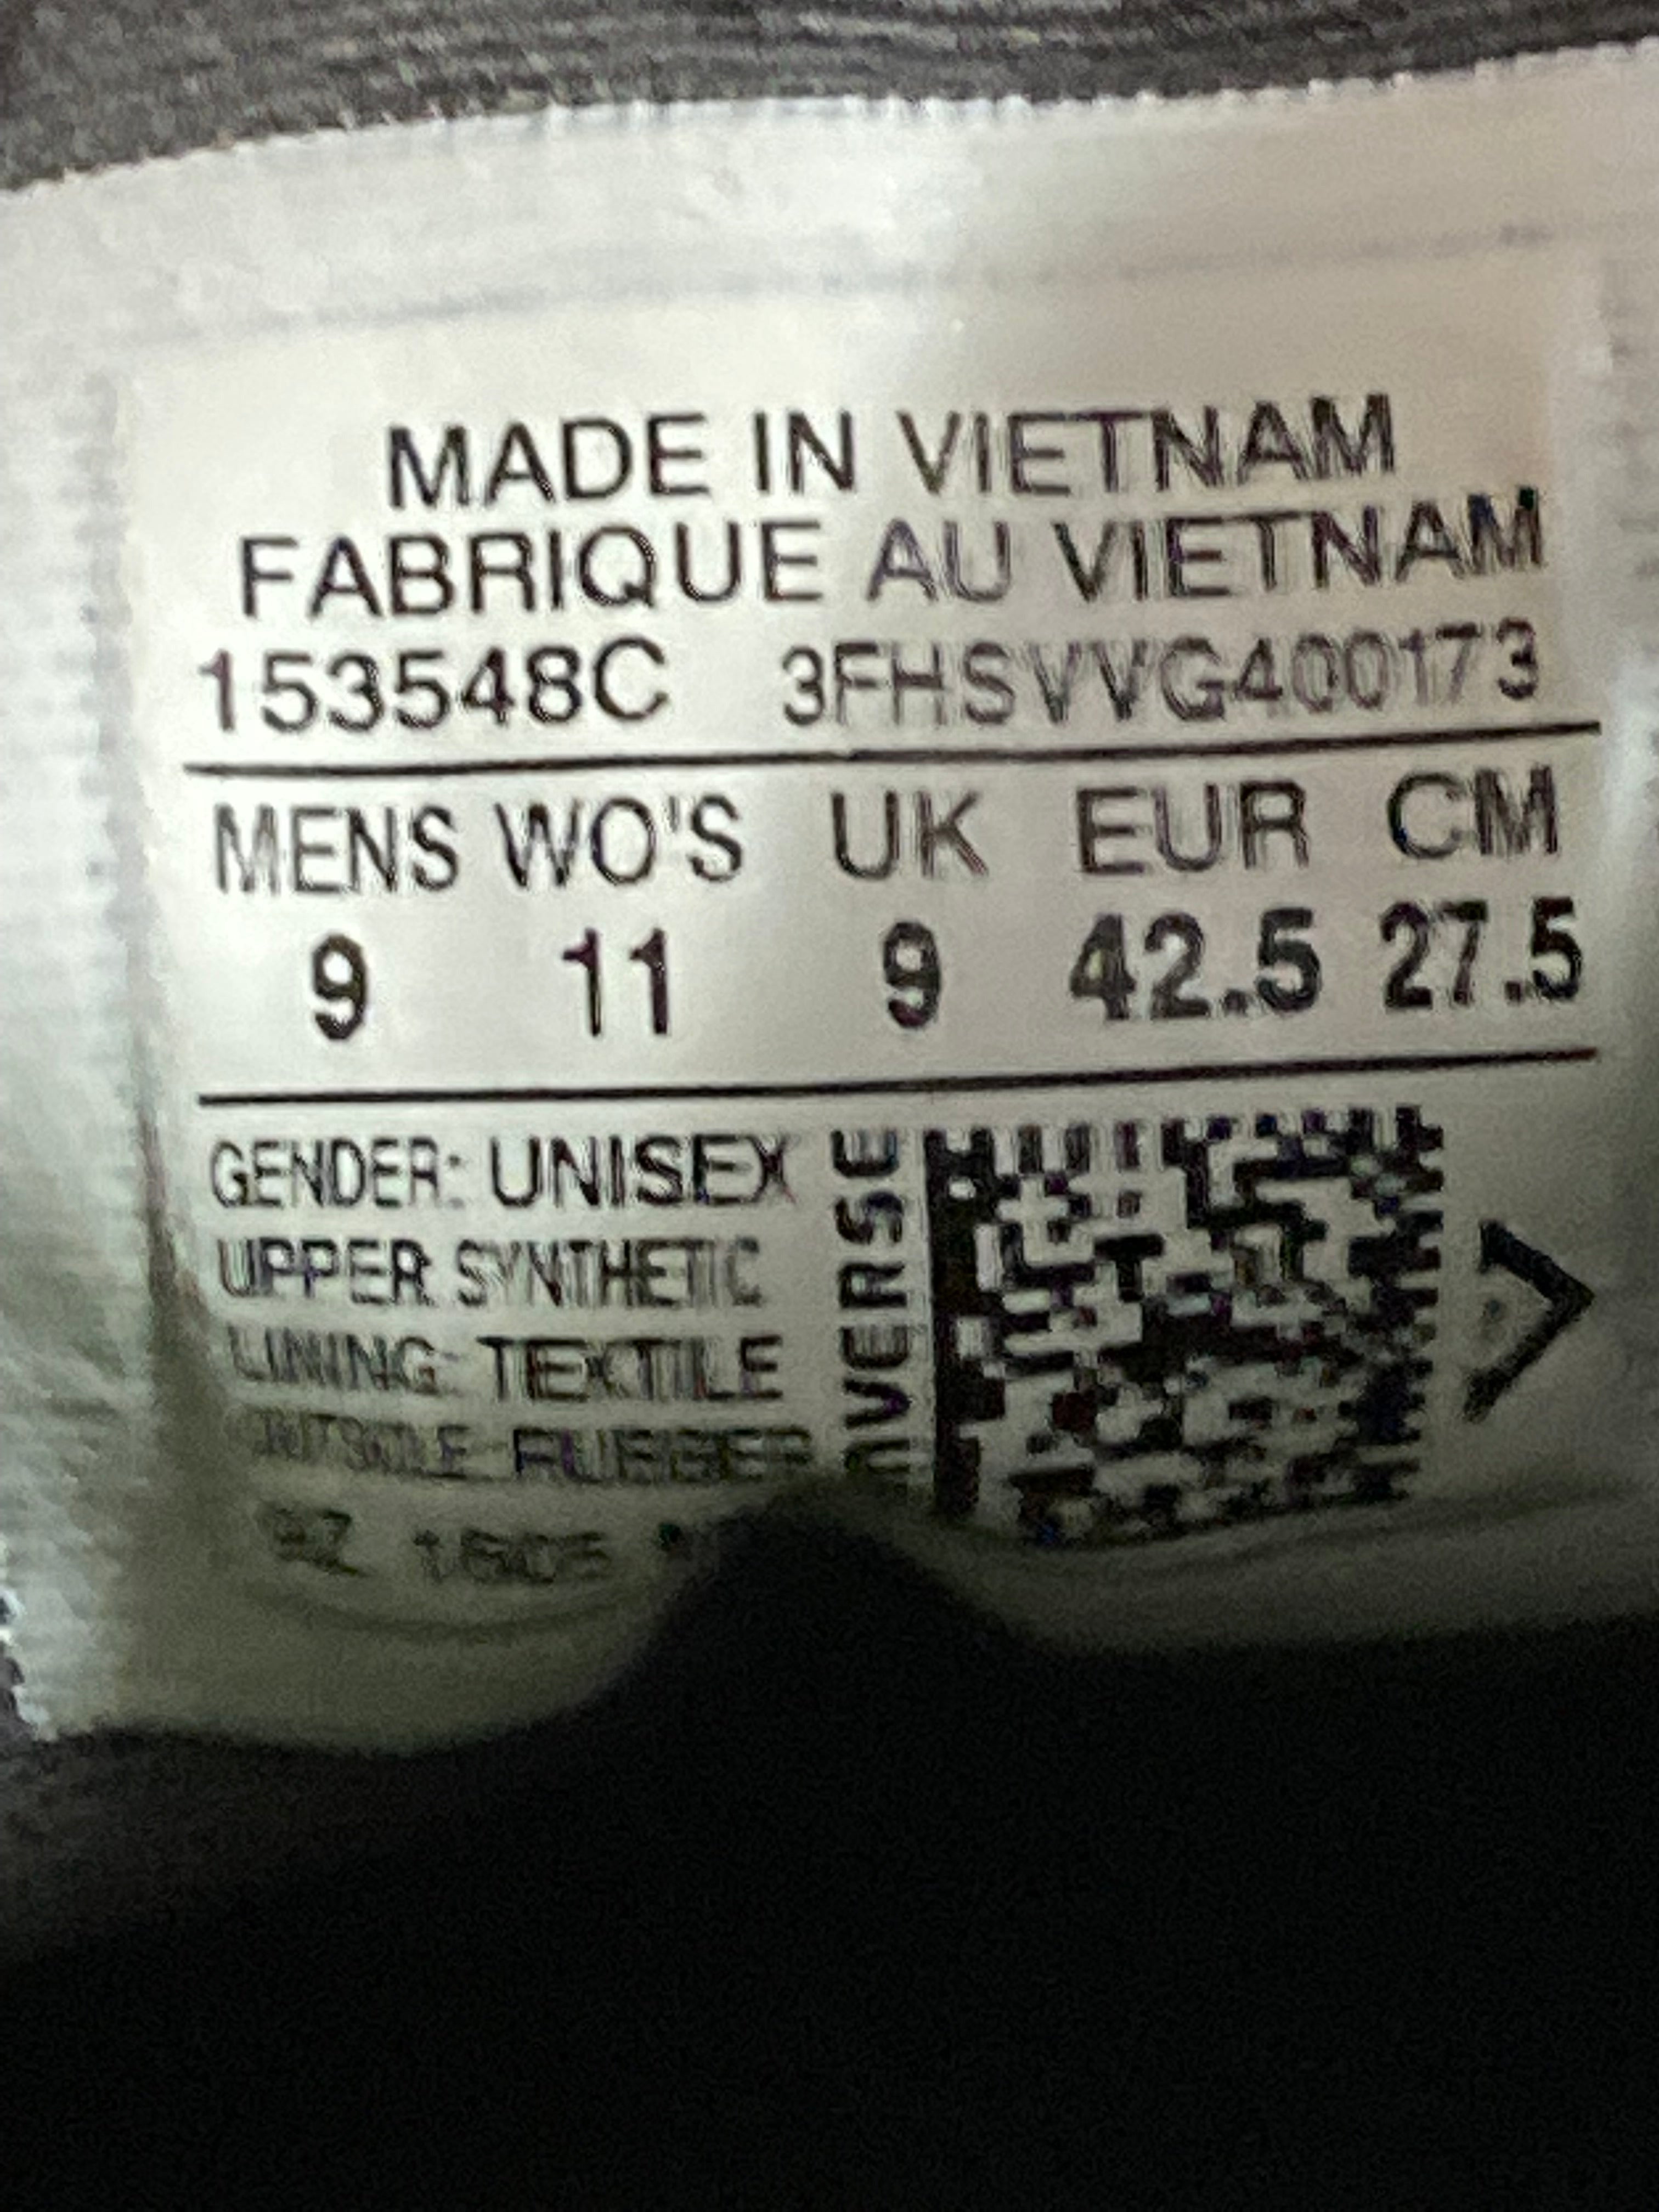 MADE IN VIETNAM
FABRIQUE AU VIETNAM
153548C 3FHSVVG400173
MENS WO'S UK EUR CM
9 11 9 42.5 27.5
GENDER: UNISEX
UPPER SYNTHETIC
LINING: TEXTILE
OUTSOLE: RUBBER